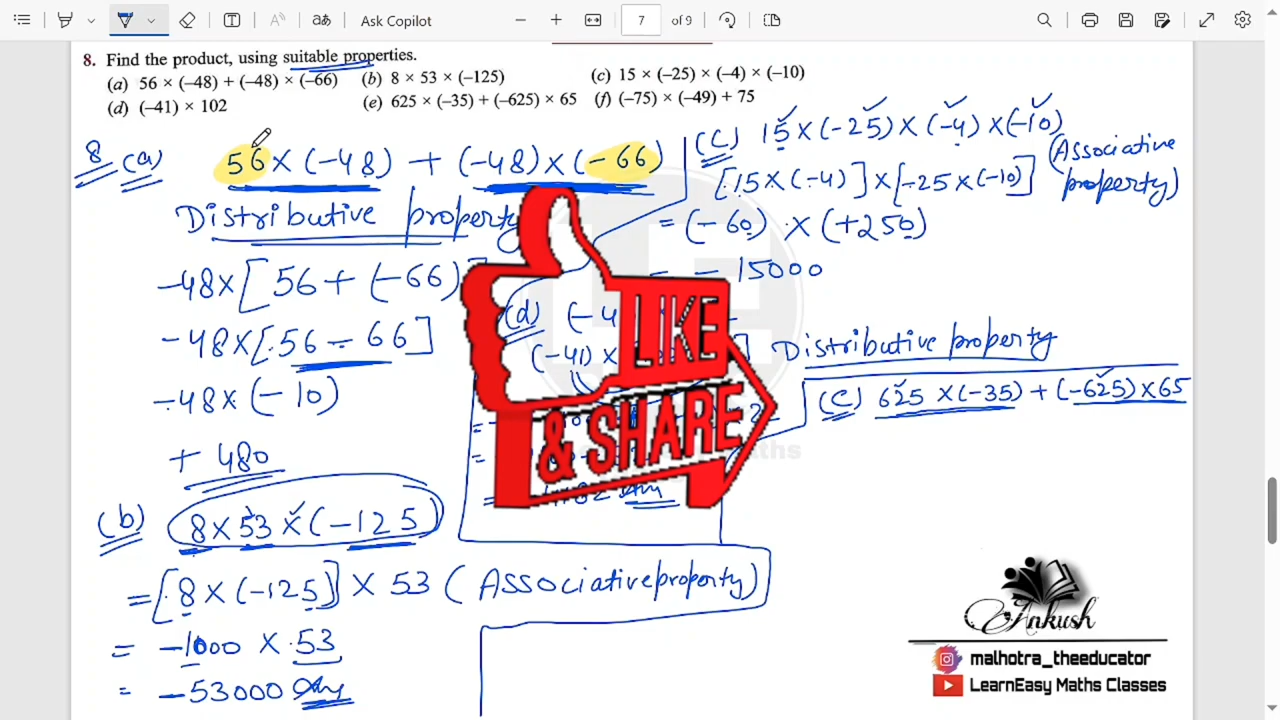 Ask Copilot
7 of 9
8. Find the product, using suitable properties.
(a) 56 × (–48) + (–48) × (–66) (b) 8 × 53 × (–125) (c) 15 × (–25) × (–4) × (–10)
(d) (–41) × 102 (e) 625 × (–35) + (–625) × 65 (f) (–75) × (–49) + 75
8 (a) 56 × (-48) + (-48) × (-66)
Distributive property
-48 × [56 + (-66)
-48 × [56 - 66]
-48 × (-10)
+ 480
(b) 8 × 53 × (-125)
= [8 × (-125)] × 53 (Associative property)
= -1000 × 53
= -53000 Ans
(c) 15 × (-25) × (-4) × (-10)
[15 × (-4)] × [-25 × (-10)] (Associative property)
= (-60) × (+250)
= - 15000
(d) (-4
(-41) × ] Distributive property
Ans
(e) 625 × (-35) + (-625) × 65
LIKE
& SHARE
Ankush
malhotra_theeducator
LearnEasy Maths Classes